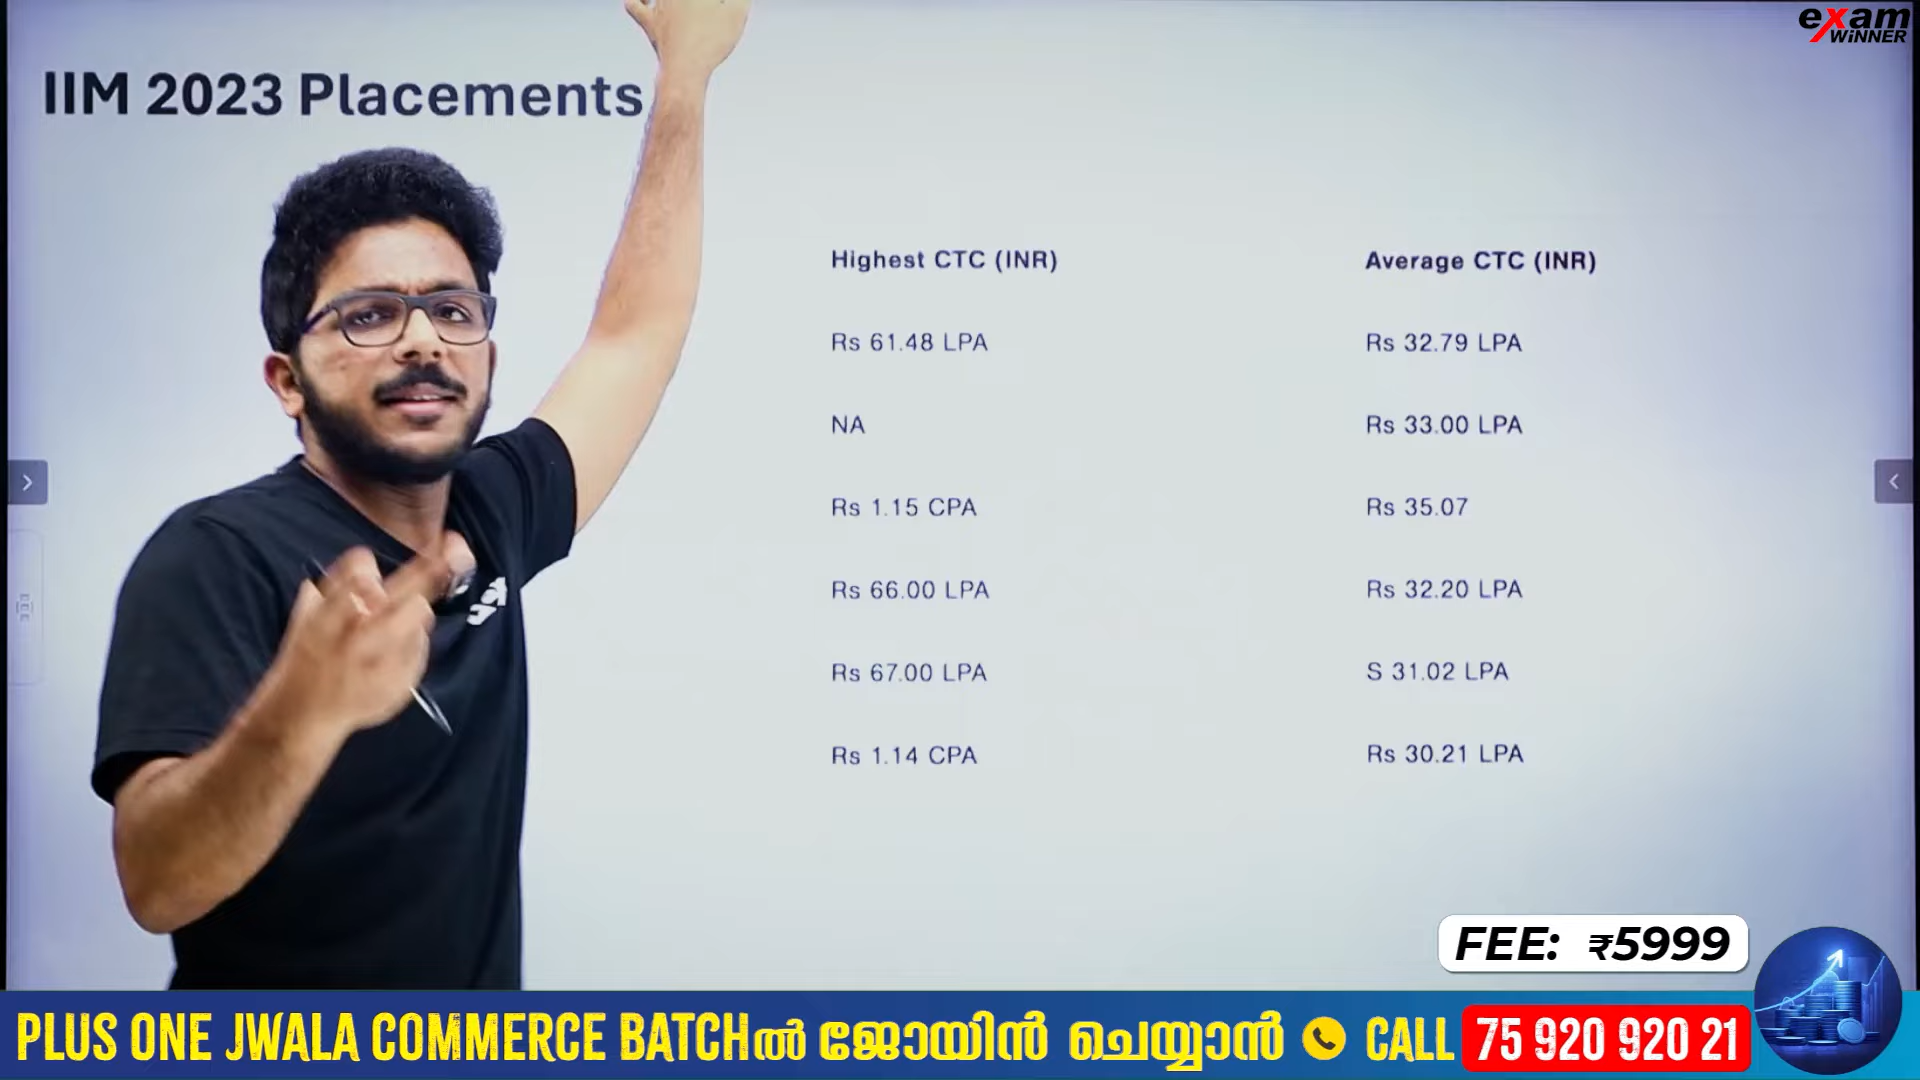 exam
WiNNER
IIM 2023 Placements
Highest CTC (INR) Average CTC (INR)
Rs 61.48 LPA Rs 32.79 LPA
NA Rs 33.00 LPA
Rs 1.15 CPA Rs 35.07
Rs 66.00 LPA Rs 32.20 LPA
Rs 67.00 LPA S 31.02 LPA
Rs 1.14 CPA Rs 30.21 LPA
FEE: ₹5999
PLUS ONE JWALA COMMERCE BATCHൽ ജോയിൻ ചെയ്യാൻ CALL 75 920 920 21